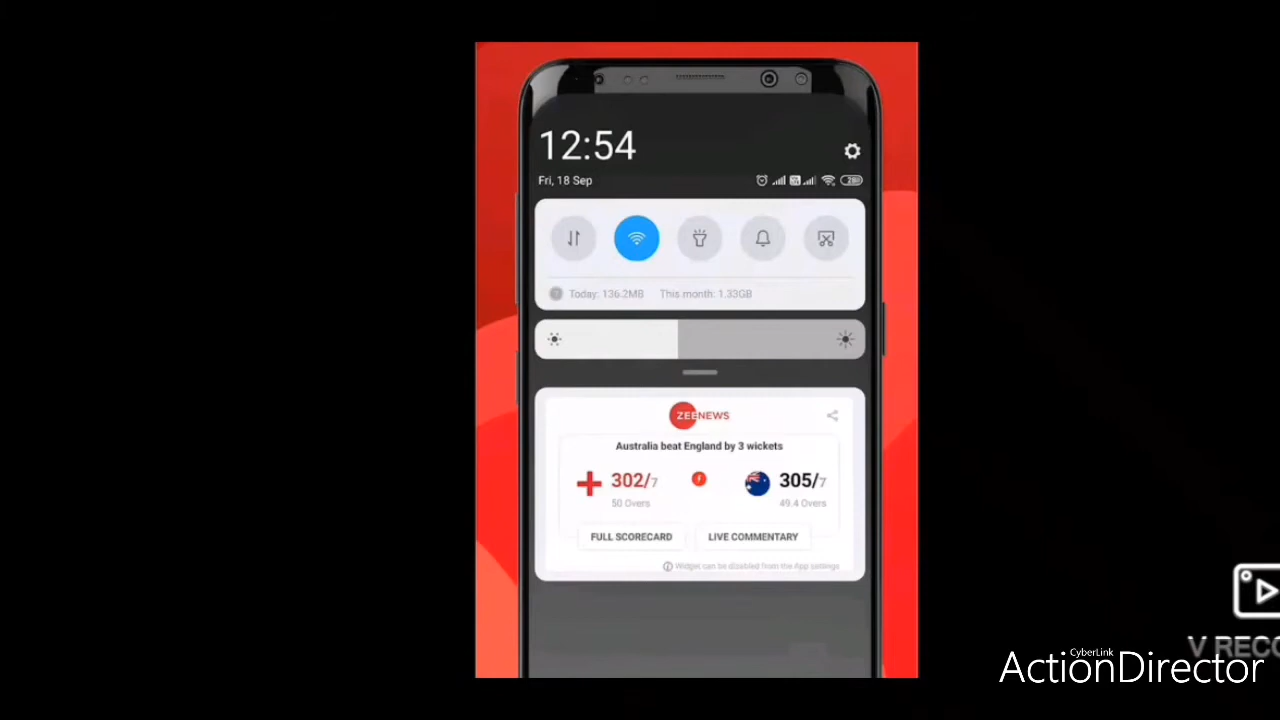 12:54
Fri, 18 Sep
Today: 136.2MB This month: 1.33GB
ZEENEWS
Australia beat England by 3 wickets
302/7
305/7
50 Overs
49.4 Overs
FULL SCORECARD
LIVE COMMENTARY
Widget can be disabled from the App settings
V RECO
CyberLink
ActionDirector